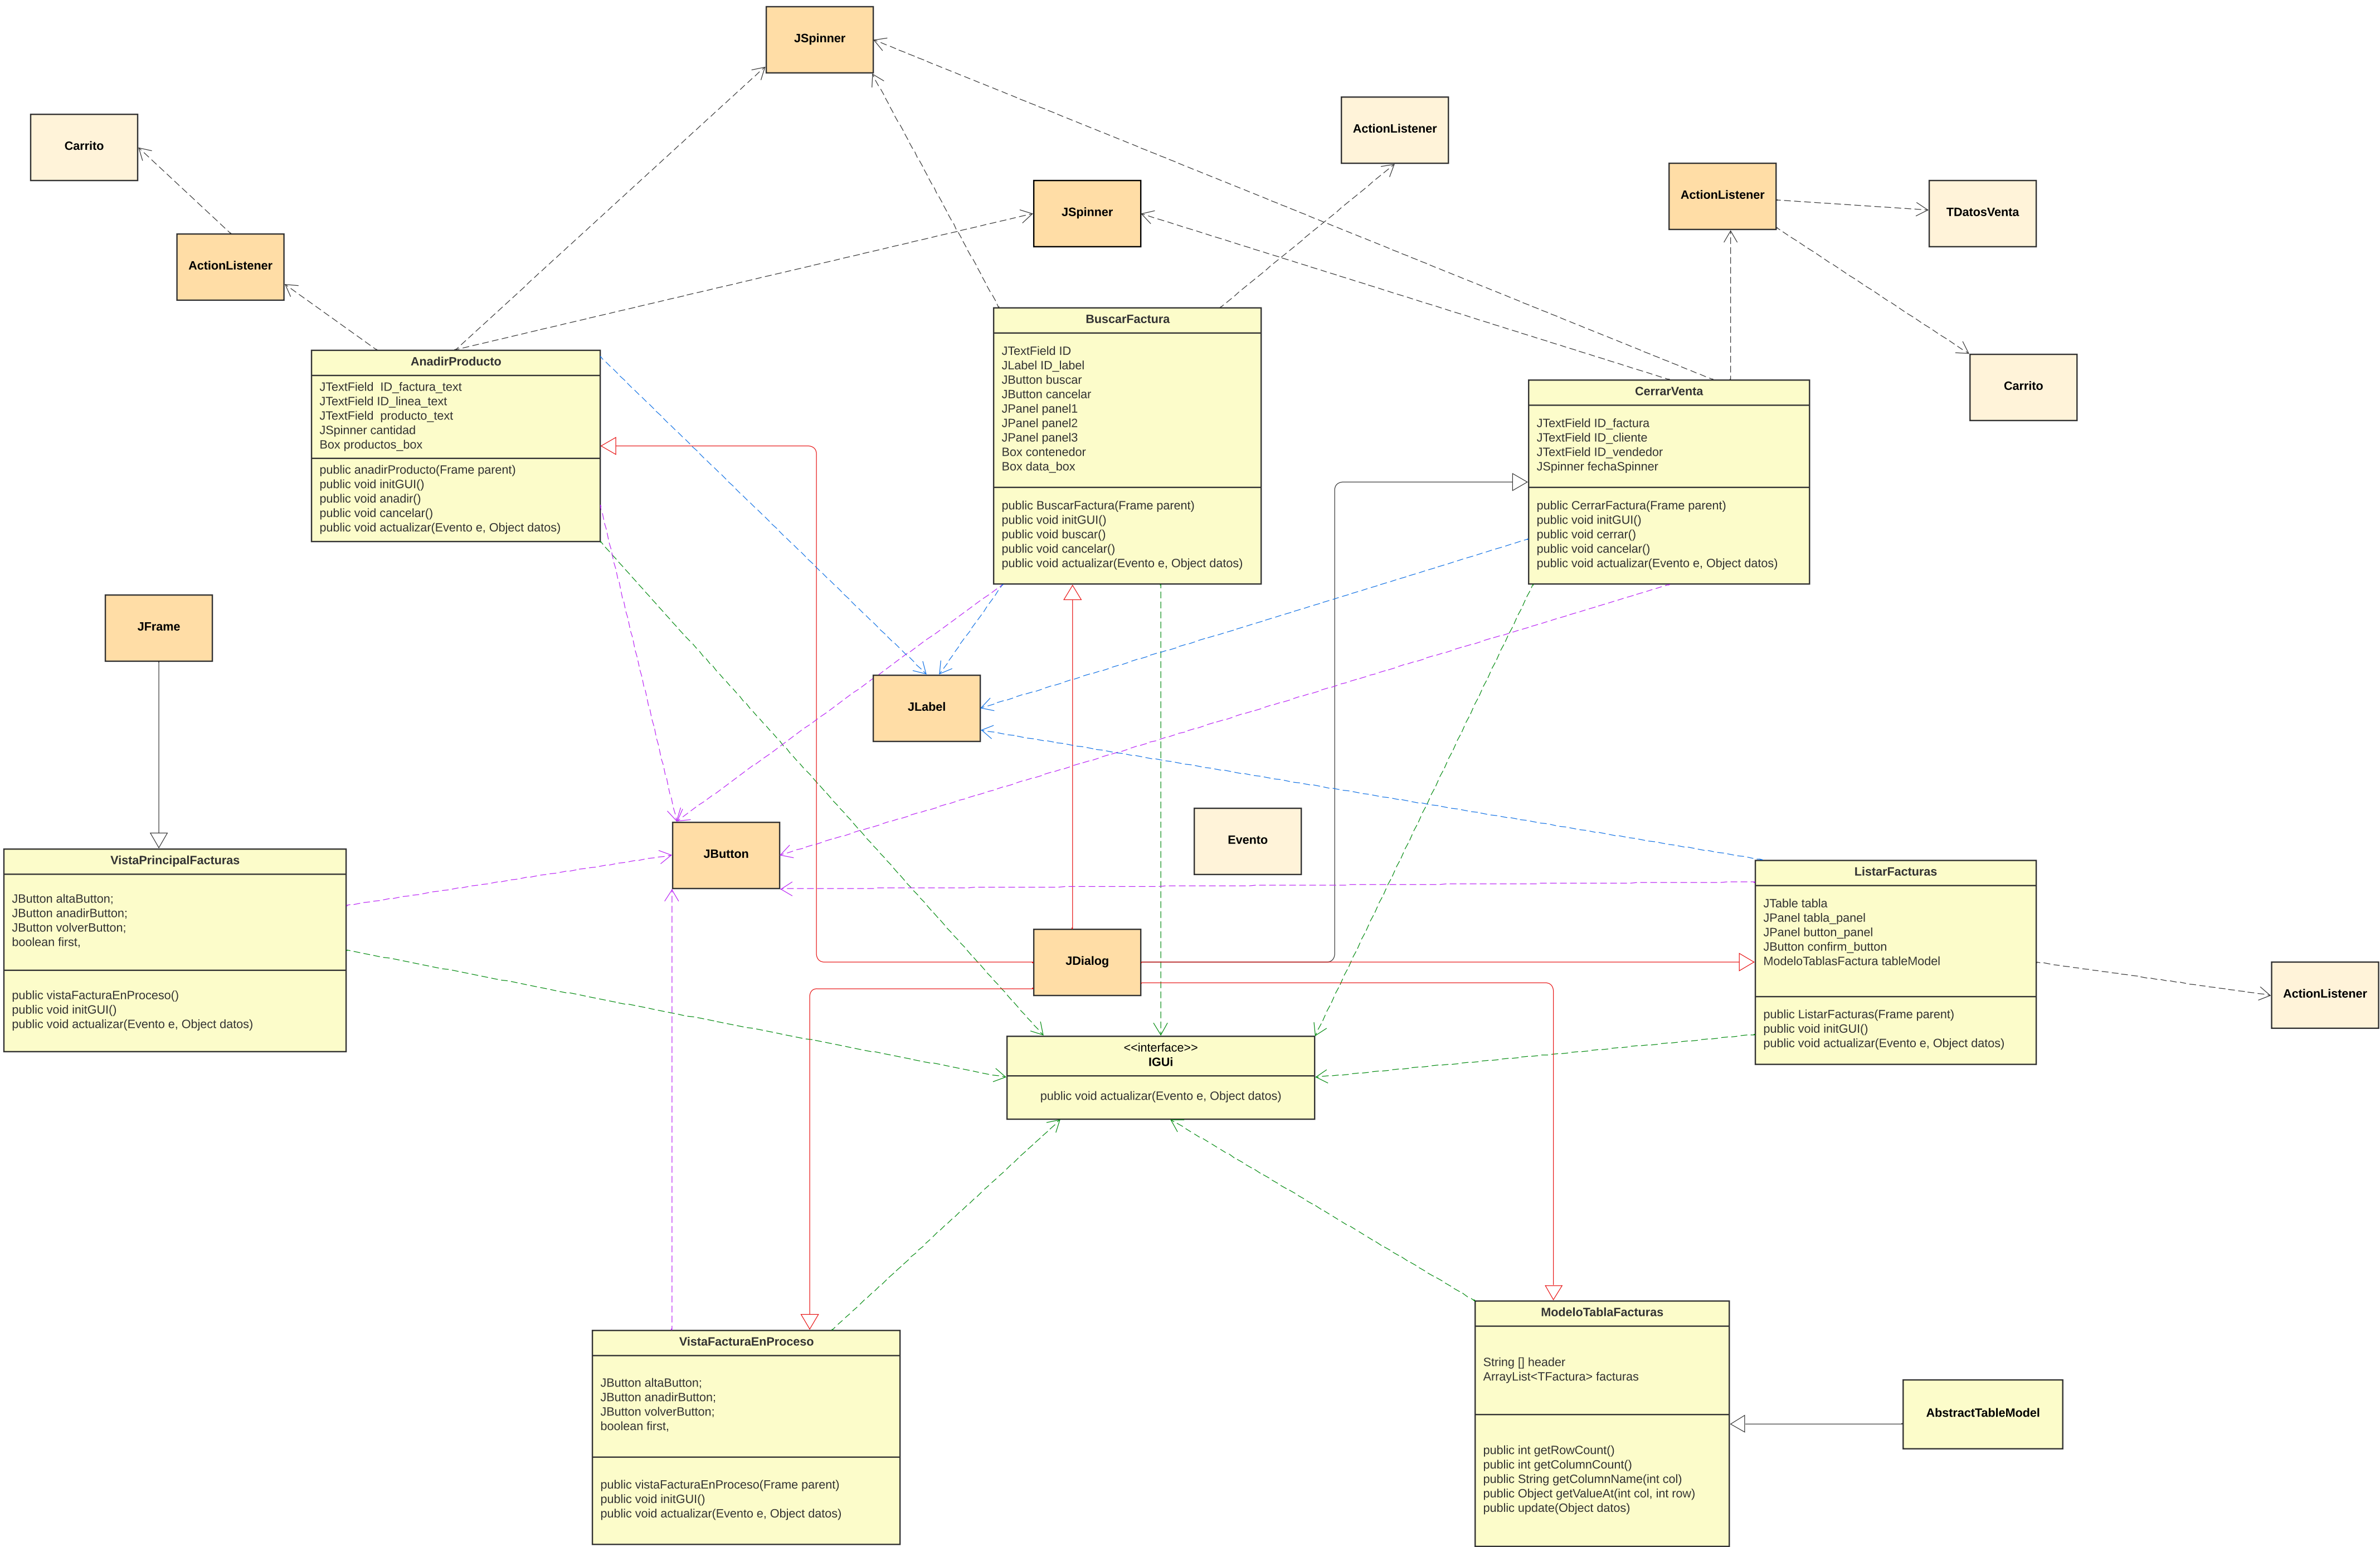 JSpinner
Carrito
ActionListener
ActionListener
JSpinner
ActionListener
TDatosVenta
Carrito
AnadirProducto
JTextField  ID_factura_text
JTextField ID_linea_text
JTextField  producto_text
JSpinner cantidad
Box productos_box
public anadirProducto(Frame parent)
public void initGUI()
public void anadir()
public void cancelar()
public void actualizar(Evento e, Object datos)
BuscarFactura
JTextField ID
JLabel ID_label
JButton buscar
JButton cancelar
JPanel panel1
JPanel panel2
JPanel panel3
Box contenedor
Box data_box
public BuscarFactura(Frame parent)
public void initGUI()
public void buscar()
public void cancelar()
public void actualizar(Evento e, Object datos)
CerrarVenta
JTextField ID_factura
JTextField ID_cliente
JTextField ID_vendedor
JSpinner fechaSpinner
public CerrarFactura(Frame parent)
public void initGUI()
public void cerrar()
public void cancelar()
public void actualizar(Evento e, Object datos)
JFrame
JLabel
JButton
Evento
VistaPrincipalFacturas
JButton altaButton;
JButton anadirButton;
JButton volverButton;
boolean first,
public vistaFacturaEnProceso()
public void initGUI()
public void actualizar(Evento e, Object datos)
JDialog
ListarFacturas
JTable tabla
JPanel tabla_panel
JPanel button_panel
JButton confirm_button
ModeloTablasFactura tableModel
public ListarFacturas(Frame parent)
public void initGUI()
public void actualizar(Evento e, Object datos)
ActionListener
<<interface>>
IGUi
public void actualizar(Evento e, Object datos)
VistaFacturaEnProceso
JButton altaButton;
JButton anadirButton;
JButton volverButton;
boolean first,
public vistaFacturaEnProceso(Frame parent)
public void initGUI()
public void actualizar(Evento e, Object datos)
ModeloTablaFacturas
String [] header
ArrayList<TFactura> facturas
public int getRowCount()
public int getColumnCount()
public String getColumnName(int col)
public Object getValueAt(int col, int row)
public update(Object datos)
AbstractTableModel